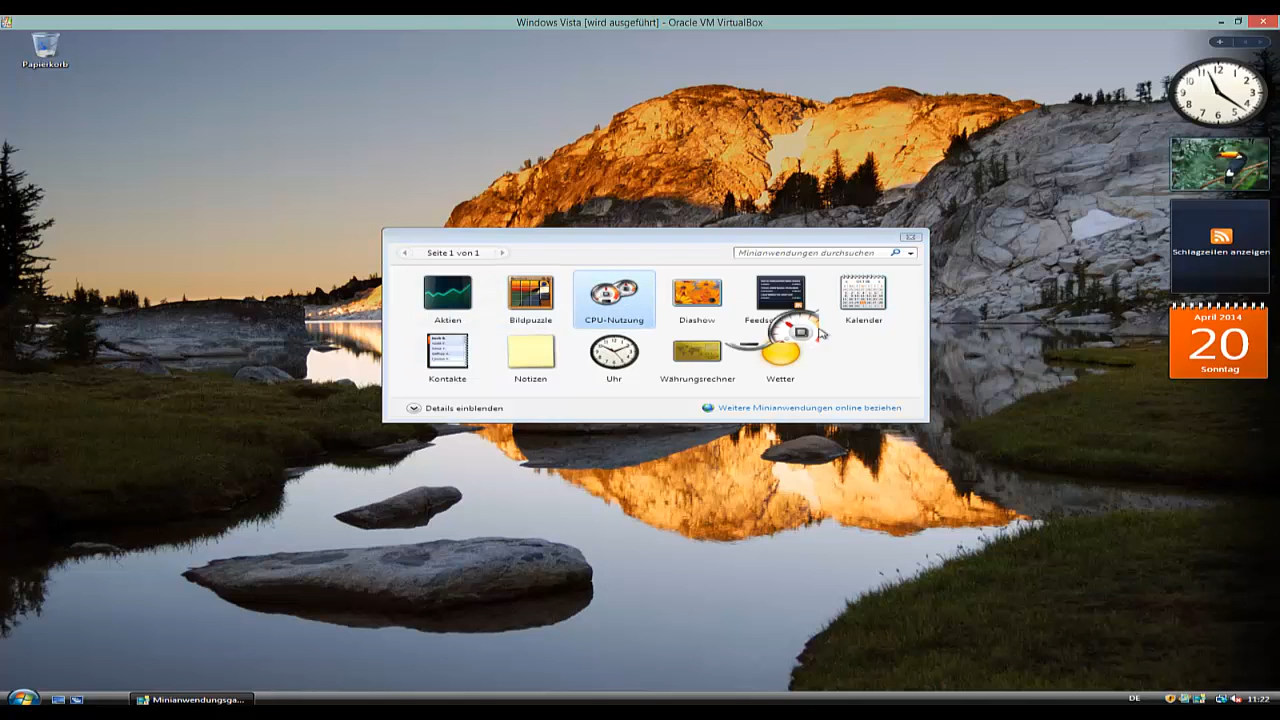 Windows Vista [wird ausgeführt] - Oracle VM VirtualBox
Papierkorb
Seite 1 von 1
Minianwendungen durchsuchen
Aktien
Bildpuzzle
CPU-Nutzung
Diashow
Feeds
Kalender
Kontakte
Notizen
Uhr
Währungsrechner
Wetter
Details einblenden
Weitere Minianwendungen online beziehen
Schlagzeilen anzeigen
April 2014
20
Sonntag
Minianwendungsga...
DE
11:22